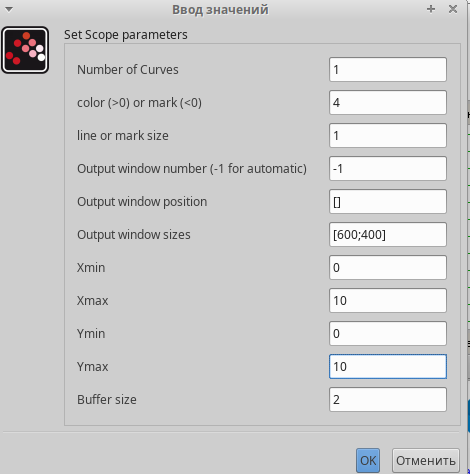 Ввод значений
Set Scope parameters
Number of Curves 1
color (>0) or mark (<0) 4
line or mark size 1
Output window number (-1 for automatic) -1
Output window position []
Output window sizes [600;400]
Xmin 0
Xmax 10
Ymin 0
Ymax 10
Buffer size 2
OK Отменить